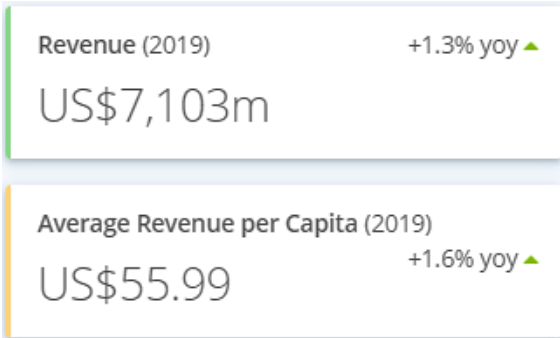 Revenue (2019) +1.3% yoy
US$7,103m
Average Revenue per Capita (2019)
+1.6% yoy
US$55.99